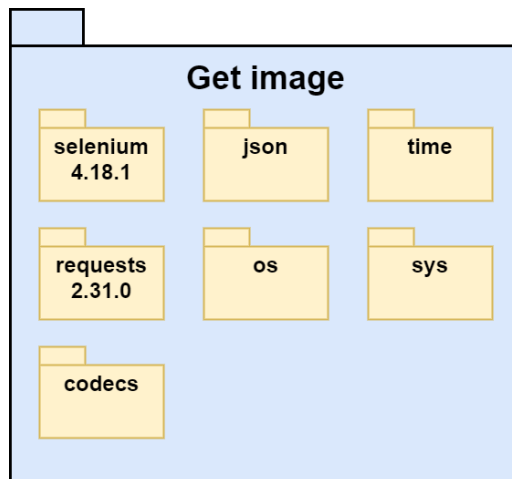 Get image
selenium
4.18.1
json
time
requests
2.31.0
os
sys
codecs